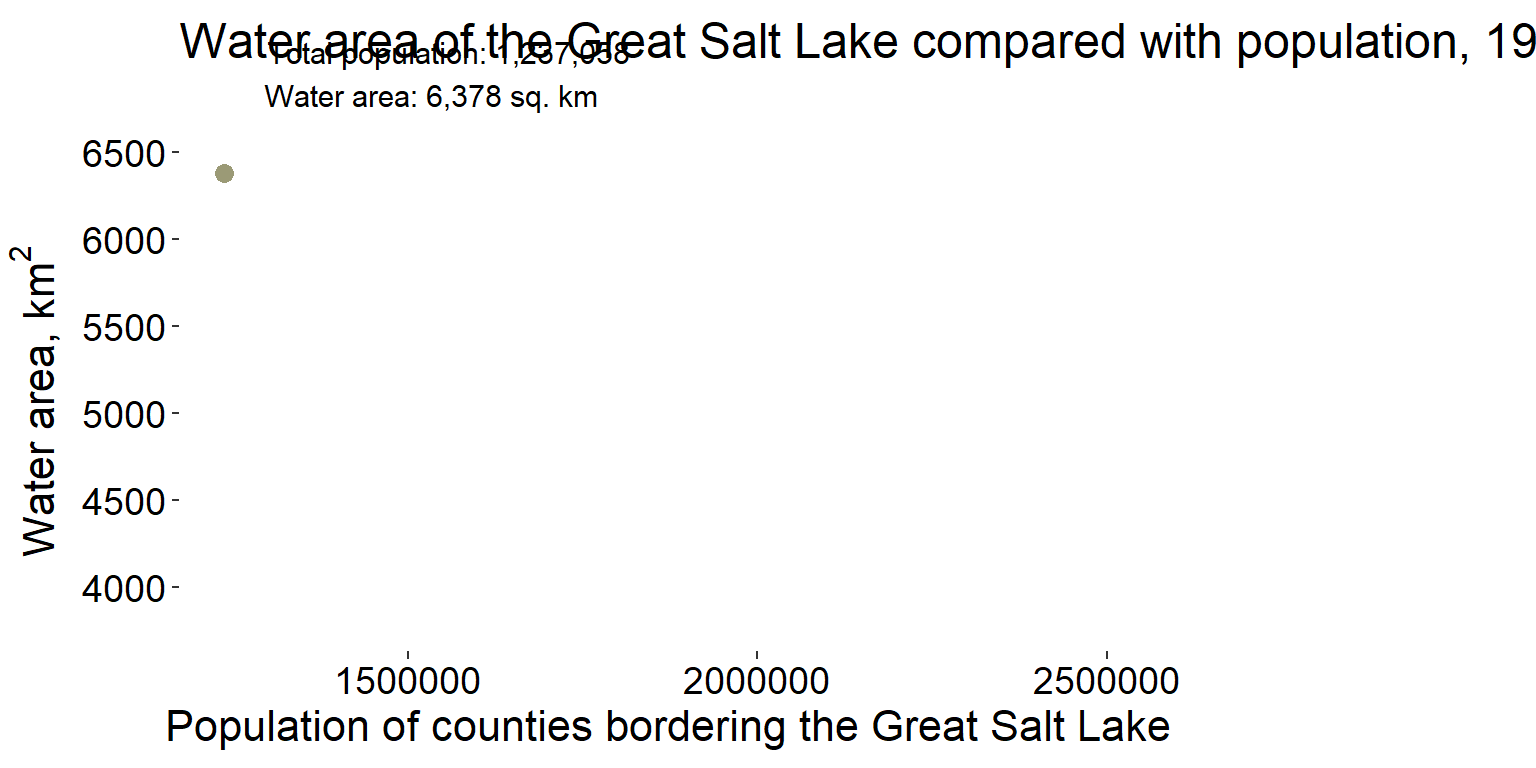 Water area of the Great Salt Lake compared with population, 19
Total population: 1,237,058
Water area: 6,378 sq. km
6500
6000
5500
5000
4500
4000
Water area, km²
1500000 2000000 2500000
Population of counties bordering the Great Salt Lake